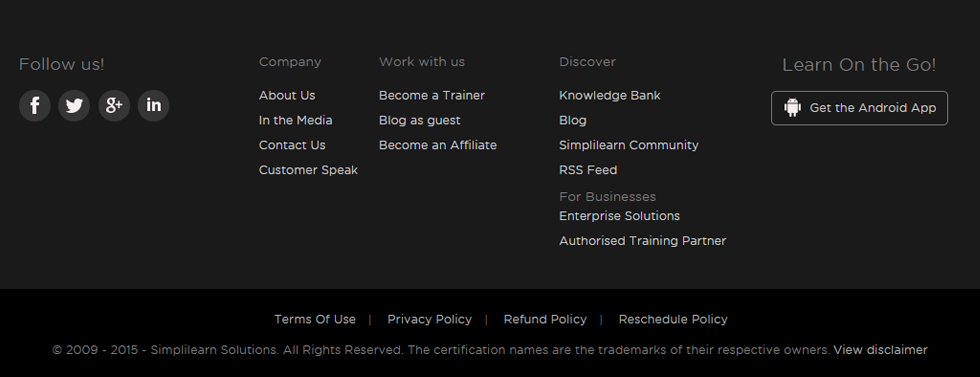 Follow us!
f
g+
in
Company
About Us
In the Media
Contact Us
Customer Speak
Work with us
Become a Trainer
Blog as guest
Become an Affiliate
Discover
Knowledge Bank
Blog
Simplilearn Community
RSS Feed
For Businesses
Enterprise Solutions
Authorised Training Partner
Learn On the Go!
Get the Android App
Terms Of Use | Privacy Policy | Refund Policy | Reschedule Policy
© 2009 - 2015 - Simplilearn Solutions. All Rights Reserved. The certification names are the trademarks of their respective owners. View disclaimer